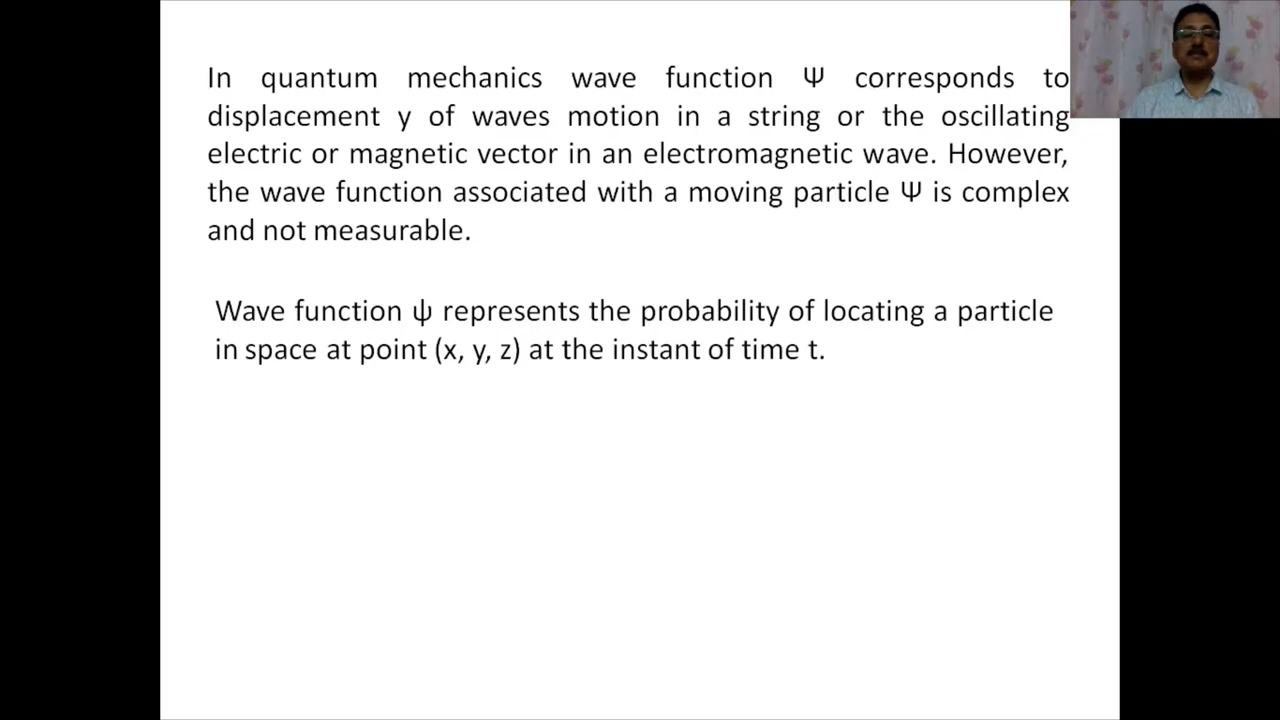 In quantum mechanics wave function Ψ corresponds to
displacement y of waves motion in a string or the oscillating
electric or magnetic vector in an electromagnetic wave. However,
the wave function associated with a moving particle Ψ is complex
and not measurable.
Wave function ψ represents the probability of locating a particle
in space at point (x, y, z) at the instant of time t.